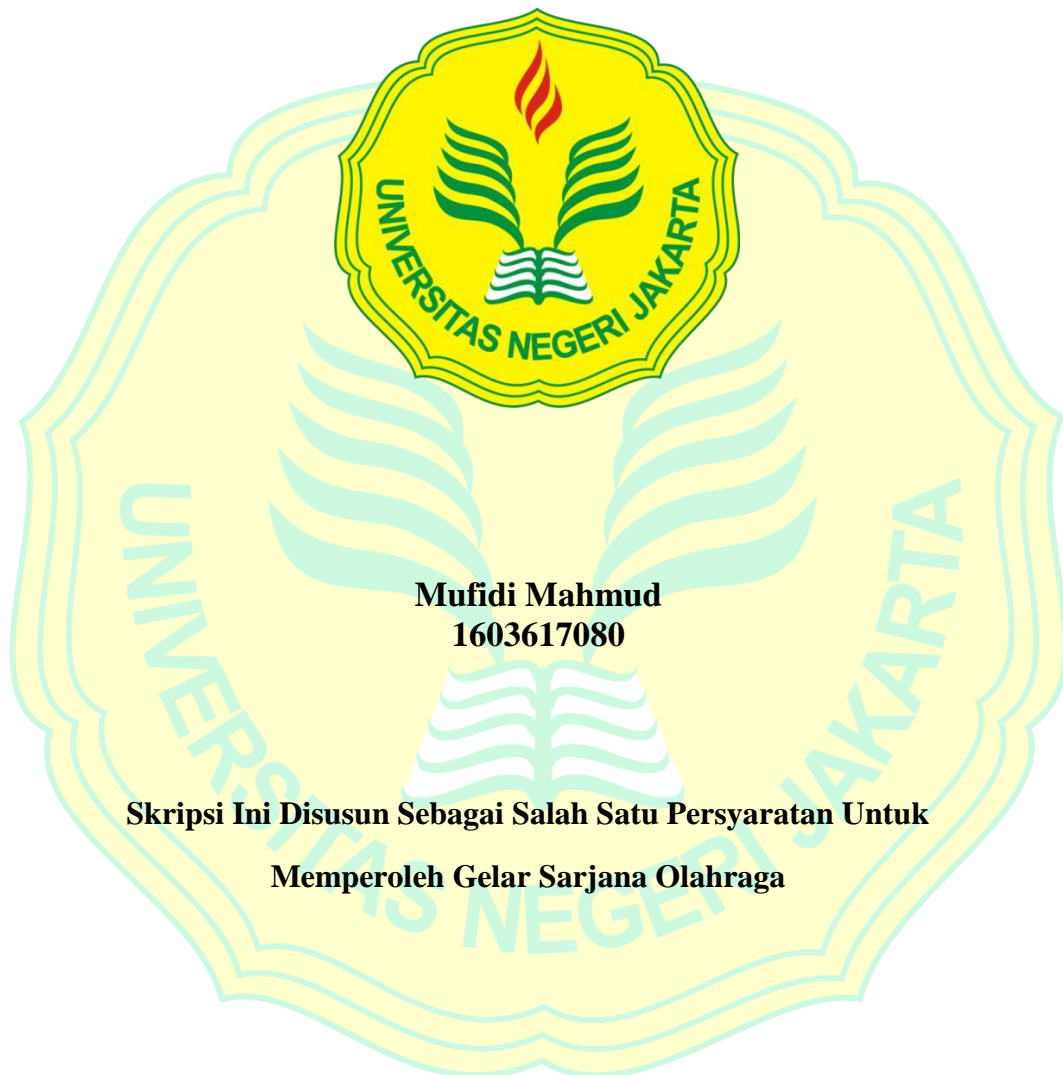 UNIVERSITAS NEGERI JAKARTA
Mufidi Mahmud
1603617080
Skripsi Ini Disusun Sebagai Salah Satu Persyaratan Untuk
Memperoleh Gelar Sarjana Olahraga
UNIVERSITAS NEGERI JAKARTA